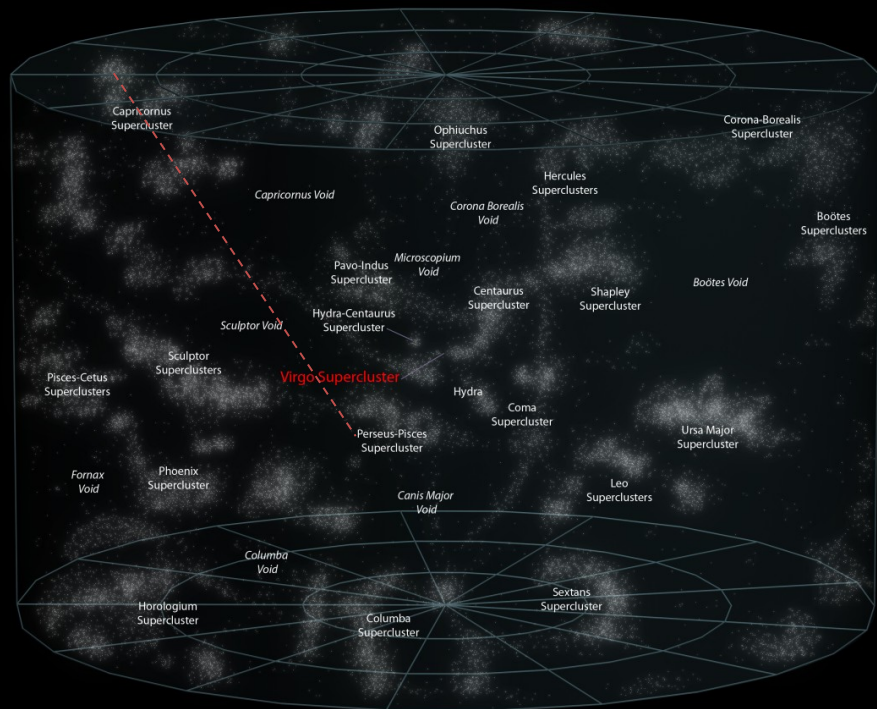 Capricornus
Supercluster
Ophiuchus
Supercluster
Corona-Borealis
Supercluster
Capricornus Void
Hercules
Superclusters
Corona Borealis
Void
Boötes
Superclusters
Pavo-Indus
Supercluster
Microscopium
Void
Boötes Void
Centaurus
Supercluster
Shapley
Supercluster
Hydra-Centaurus
Supercluster
Sculptor Void
Sculptor
Superclusters
Pisces-Cetus
Superclusters
Virgo Supercluster
Hydra
Coma
Supercluster
Perseus-Pisces
Supercluster
Ursa Major
Supercluster
Fornax
Void
Phoenix
Supercluster
Canis Major
Void
Leo
Superclusters
Columba
Void
Horologium
Supercluster
Columba
Supercluster
Sextans
Supercluster